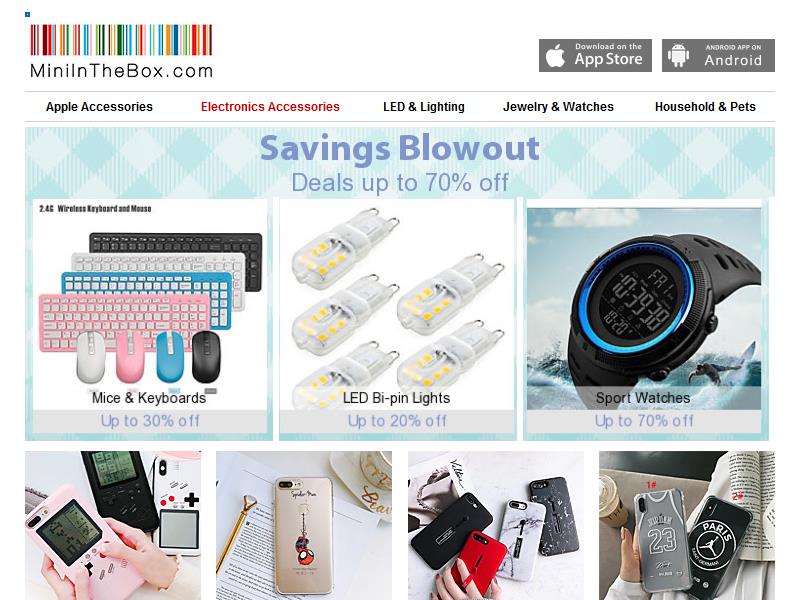 MiniInTheBox.com
Download on the
App Store
ANDROID APP ON
Android
Apple Accessories
Electronics Accessories
LED & Lighting
Jewelry & Watches
Household & Pets
Savings Blowout
Deals up to 70% off
2.4G Wireless Keyboard and Mouse
Mice & Keyboards
Up to 30% off
LED Bi-pin Lights
Up to 20% off
FRI
Sport Watches
Up to 70% off
Spider-Man
1#
JORDAN
23
2#
PARIS
SAINT GERMAIN